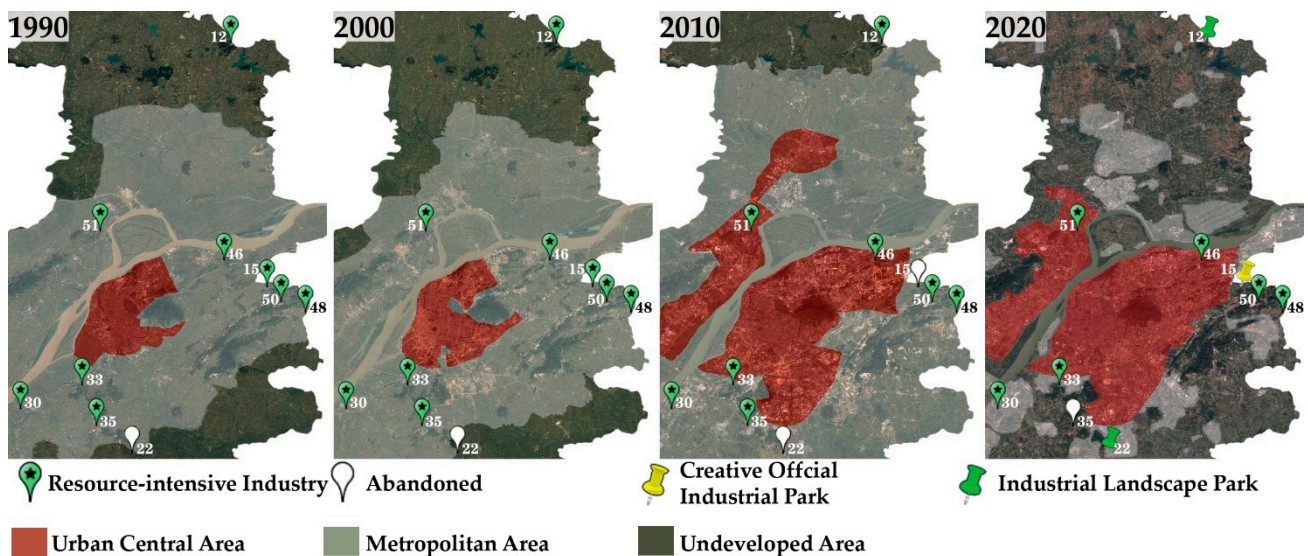 1990 2000 2010 2020
12 12 12 12
51 51 51 51
46 46 46 46
15 15 15 15
50 50 50 50
48 48 48 48
33 33 33 33
30 30 30 30
35 35 35 35
22 22 22 22
Resource-intensive Industry
Abandoned
Creative Offcial
Industrial Park
Industrial Landscape Park
Urban Central Area
Metropolitan Area
Undeveloped Area